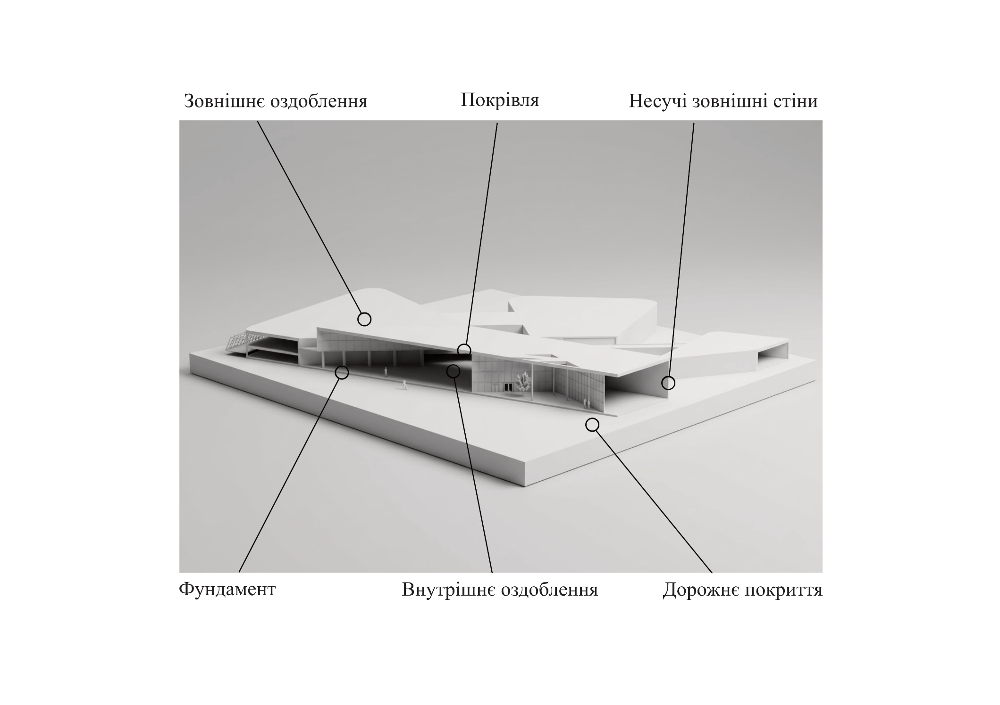 Зовнішнє оздоблення
Покрівля
Несучі зовнішні стіни
Фундамент
Внутрішнє оздоблення
Дорожнє покриття